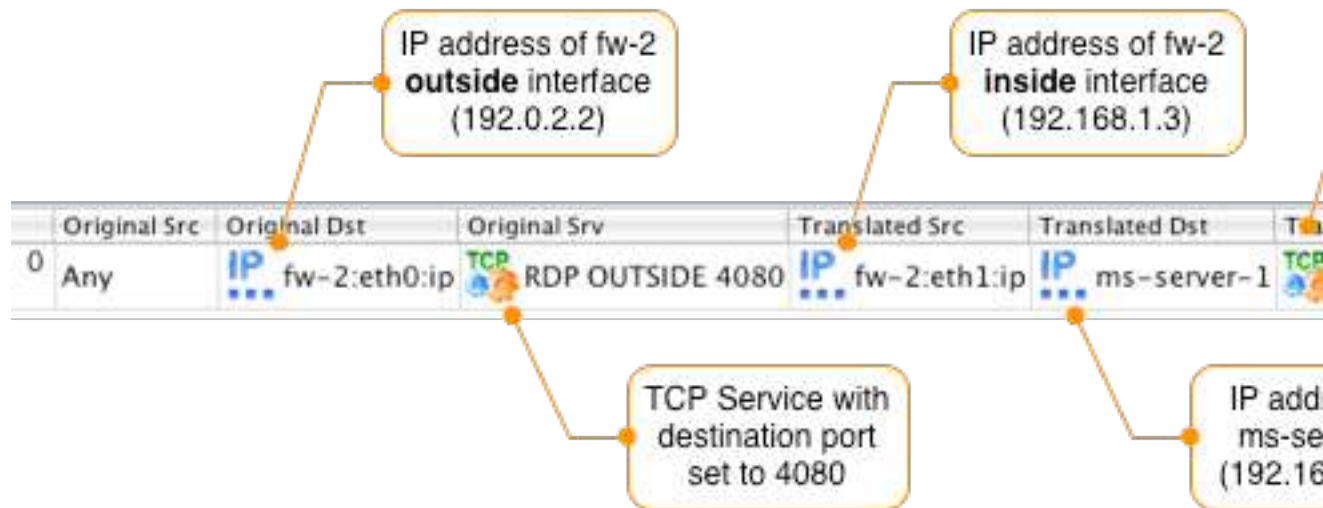 IP address of fw-2
outside interface
(192.0.2.2)
IP address of fw-2
inside interface
(192.168.1.3)
Original Src Original Dst Original Srv Translated Src Translated Dst
0 Any IP fw-2:eth0:ip TCP RDP OUTSIDE 4080 IP fw-2:eth1:ip IP ms-server-1 TCP
TCP Service with
destination port
set to 4080
IP addr
ms-se
(192.16